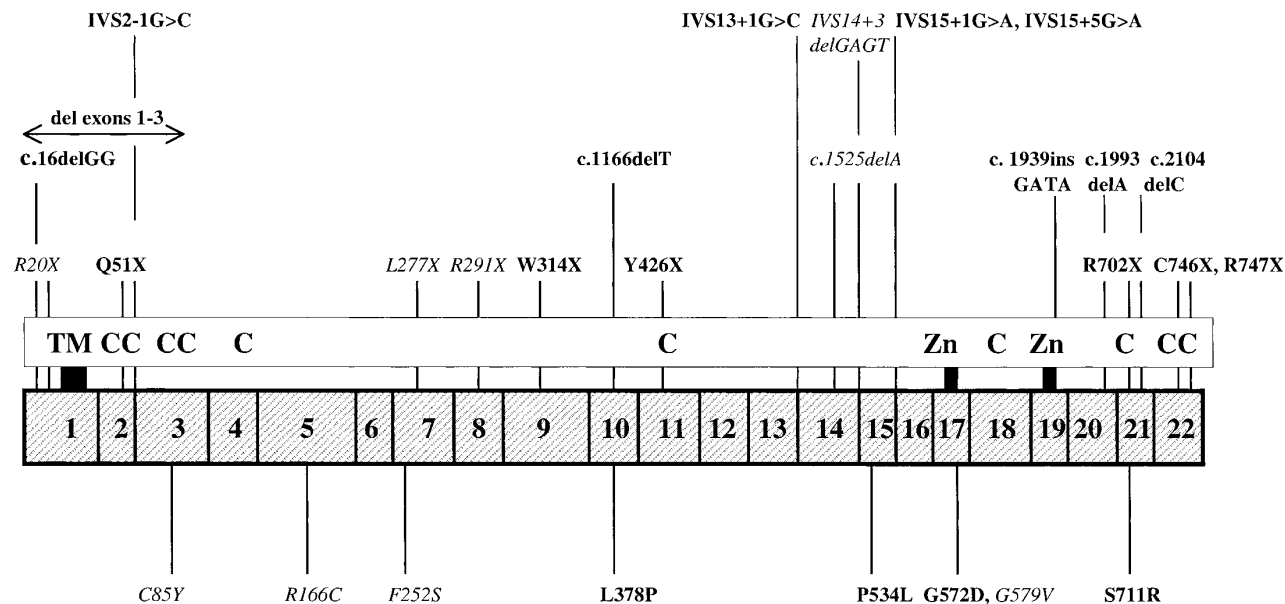 IVS2-1G>C IVS13+1G>C IVS14+3 IVS15+1G>A, IVS15+5G>A
delGAGT
del exons 1-3
c.16delGG c.1166delT c.1525delA c. 1939ins c.1993 c.2104
GATA delA delC
R20X Q51X L277X R291X W314X Y426X R702X C746X, R747X
TM CC CC C C Zn C Zn C CC
1 2 3 4 5 6 7 8 9 10 11 12 13 14 15 16 17 18 19 20 21 22
C85Y R166C F252S L378P P534L G572D, G579V S711R